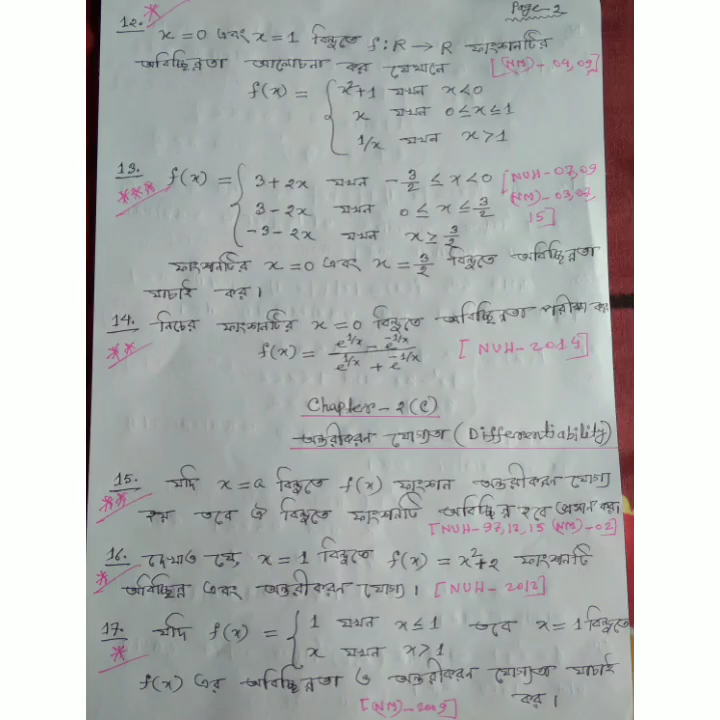 Page-2
12. x = 0 এবং x = 1 বিন্দুতে f : R → R ফাংশনটির
অবিচ্ছিন্নতা আলোচনা কর যেখানে [(NM) - 04, 09]
f(x) = { x²+1 যখন x < 0
x যখন 0 ≤ x ≤ 1
1/x যখন x > 1
13. f(x) = { 3 + 2x যখন - 3/2 ≤ x < 0 [NUH - 07, 09
3 - 2x যখন 0 ≤ x ≤ 3/2 (NM) - 03, 07,
-3 - 2x যখন x ≥ 3/2 15]
ফাংশনটির x = 0 এবং x = 3/2 বিন্দুতে অবিচ্ছিন্নতা
যাচাই কর।
14. নিচের ফাংশনটির x = 0 বিন্দুতে অবিচ্ছিন্নতা পরীক্ষা কর
f(x) = (e^{1/x} - e^{-1/x}) / (e^{1/x} + e^{-1/x}) [NUH - 2014]
Chapter - 2(C)
অন্তরীকরণ যোগ্যতা (Differentiability)
15. যদি x = a বিন্দুতে f(x) ফাংশন অন্তরীকরণ যোগ্য
হয় তবে ঐ বিন্দুতে ফাংশনটি অবিচ্ছিন্ন হবে প্রমান কর।
[NUH - 97, 12, 15 (NM) - 02]
16. দেখাও যে, x = 1 বিন্দুতে f(x) = x²+2 ফাংশনটি
অবিচ্ছিন্ন এবং অন্তরীকরণ যোগ্য। [NUH - 2012]
17. যদি f(x) = { 1 যখন x ≤ 1 তবে x = 1 বিন্দুতে
x যখন x > 1
f(x) এর অবিচ্ছিন্নতা ও অন্তরীকরণ যোগ্যতা যাচাই
কর।
[(NM) - 2009]